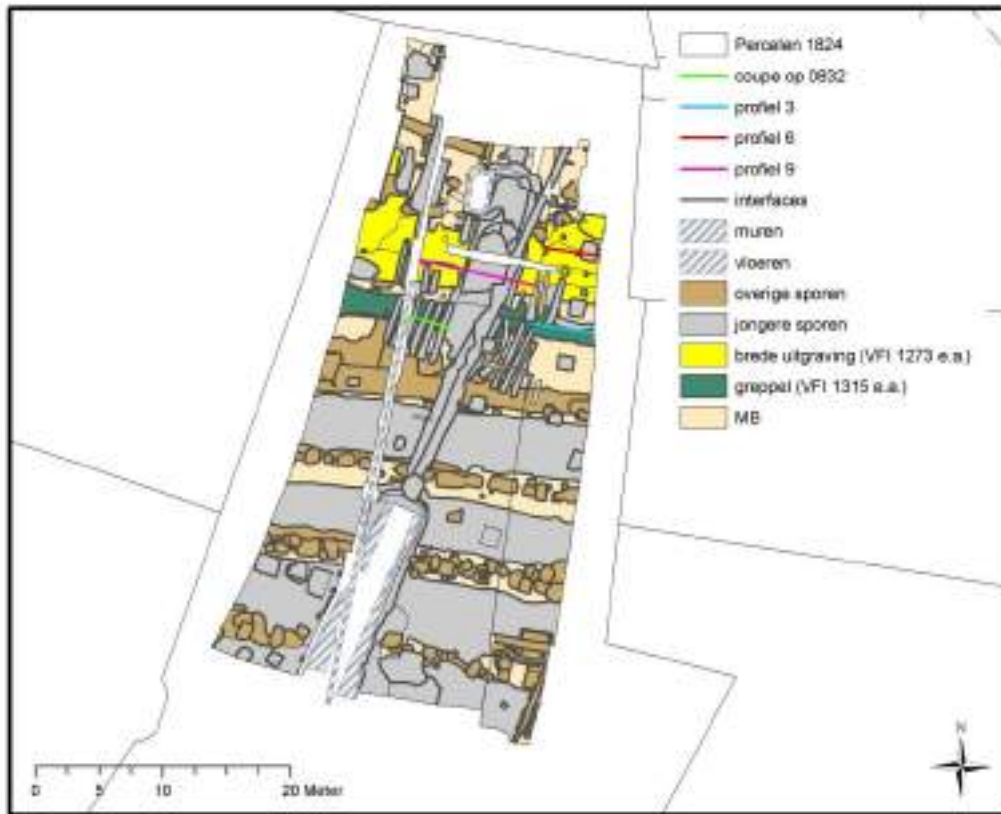 Percelen 1824
coupe op 0832
profiel 3
profiel 6
profiel 9
interfaces
muren
vloeren
overige sporen
jongere sporen
brede uitgraving (VFI 1273 e.a.)
greppel (VFI 1315 e.a.)
MB
N
0 5 10 20 Meter